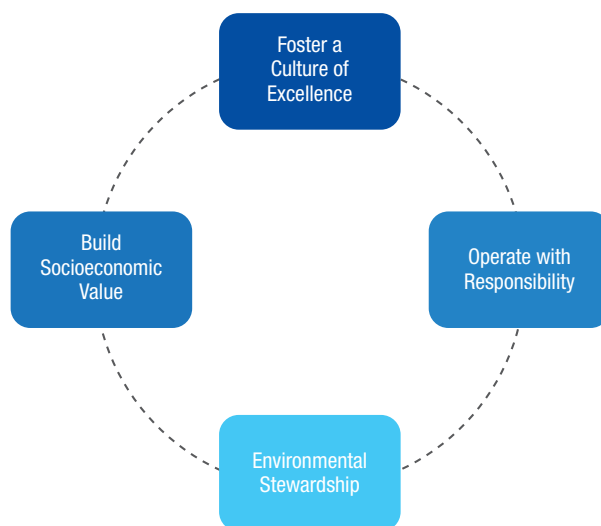 Foster a
Culture of
Excellence
Build
Socioeconomic
Value
Operate with
Responsibility
Environmental
Stewardship